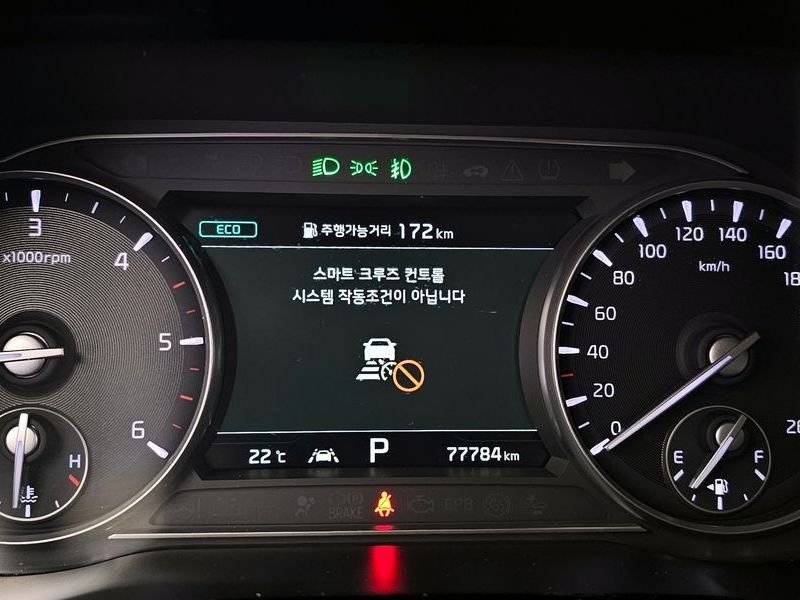 ECO
주행가능거리 172 km
스마트 크루즈 컨트롤
시스템 작동조건이 아닙니다
22 ℃
P
77784 km
3
4
5
6
x1000rpm
H
0
20
40
60
80
100
120
140
160
km/h
E
F
BRAKE
EPB